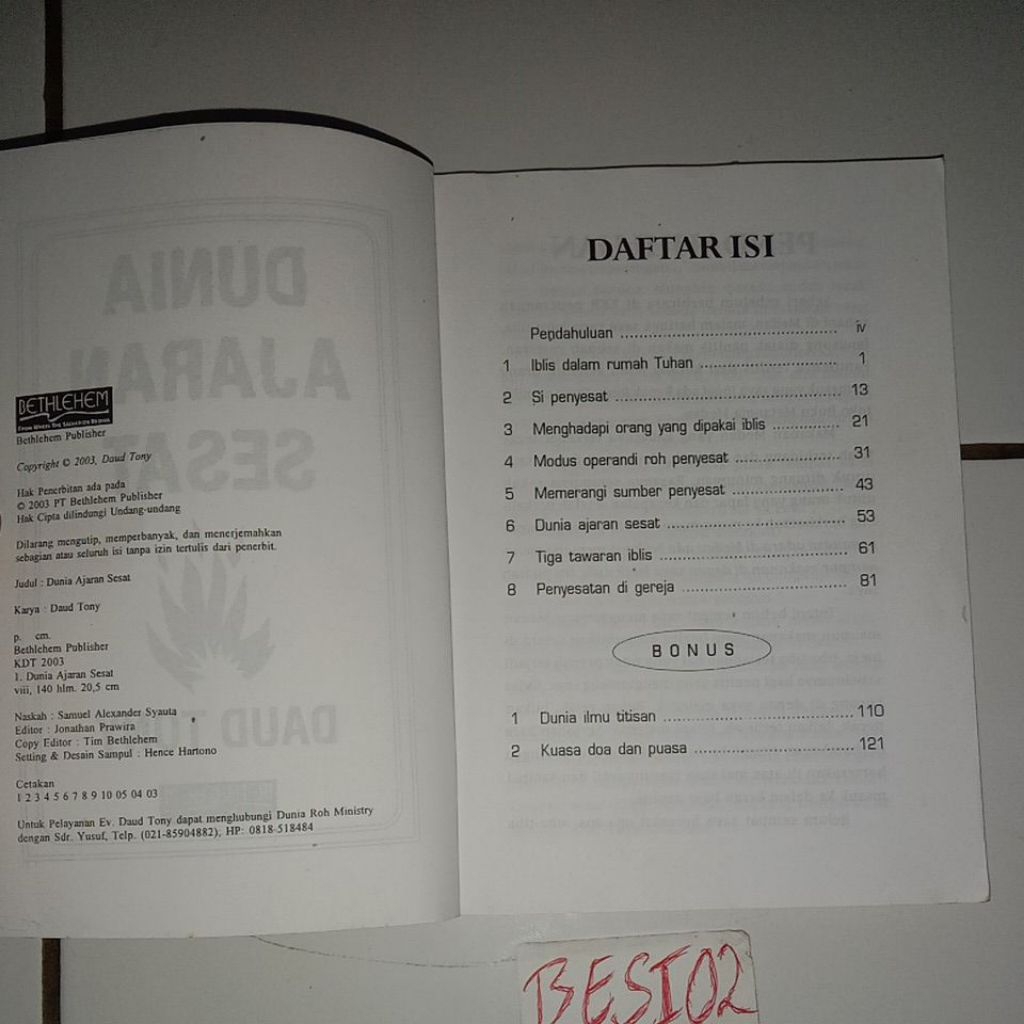 BETHLEHEM
Bethlehem Publisher
Copyright © 2003, Daud Tony
Hak Penerbitan ada pada
© 2003 PT Bethlehem Publisher
Hak Cipta dilindungi Undang-undang
Dilarang mengutip, memperbanyak, dan menerjemahkan
sebagian atau seluruh isi tanpa izin tertulis dari penerbit.
Judul : Dunia Ajaran Sesat
Karya : Daud Tony
p. cm.
Bethlehem Publisher
KDT 2003
1. Dunia Ajaran Sesat
viii, 140 hlm. 20,5 cm
Naskah : Samuel Alexander Syauta
Editor : Jonathan Prawira
Copy Editor : Tim Bethlehem
Setting & Desain Sampul : Hence Hartono
Cetakan
1 2 3 4 5 6 7 8 9 10 05 04 03
Untuk Pelayanan Ev. Daud Tony dapat menghubungi Dunia Roh Ministry
dengan Sdr. Yusuf, Telp. (021-85904882); HP: 0818-518484
DAFTAR ISI
Pendahuluan .......... iv
1 Iblis dalam rumah Tuhan .......... 1
2 Si penyesat .......... 13
3 Menghadapi orang yang dipakai iblis .......... 21
4 Modus operandi roh penyesat .......... 31
5 Memerangi sumber penyesat .......... 43
6 Dunia ajaran sesat .......... 53
7 Tiga tawaran iblis .......... 61
8 Penyesatan di gereja .......... 81
BONUS
1 Dunia ilmu titisan .......... 110
2 Kuasa doa dan puasa .......... 121
BESI02